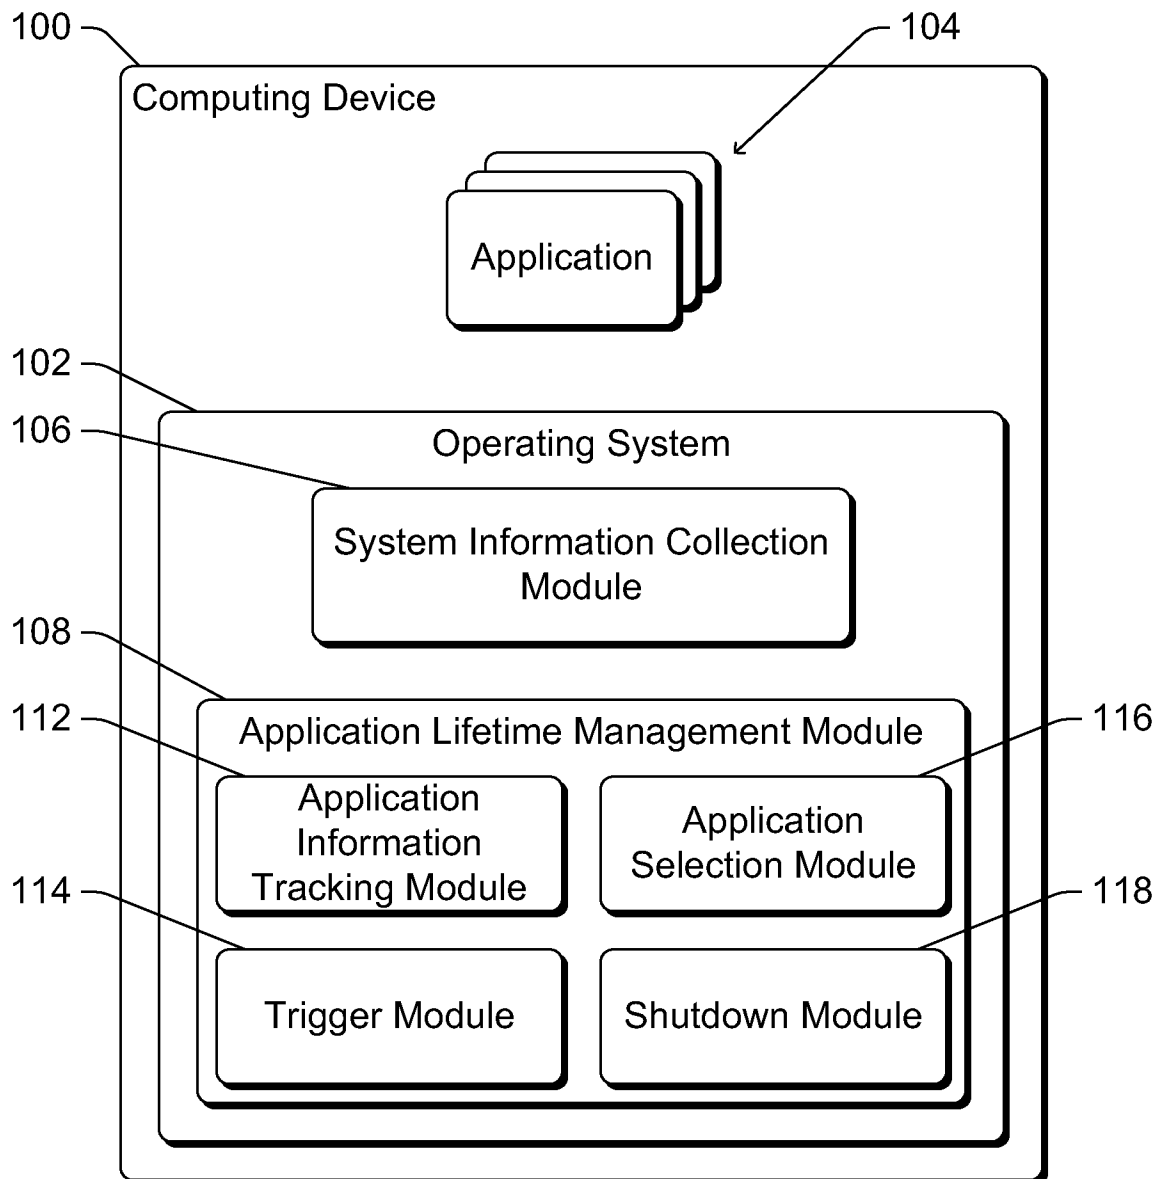 100
104
Computing Device
Application
102
106
Operating System
System Information Collection
Module
108
112
116
Application Lifetime Management Module
Application
Information
Tracking Module
Application
Selection Module
114
118
Trigger Module
Shutdown Module